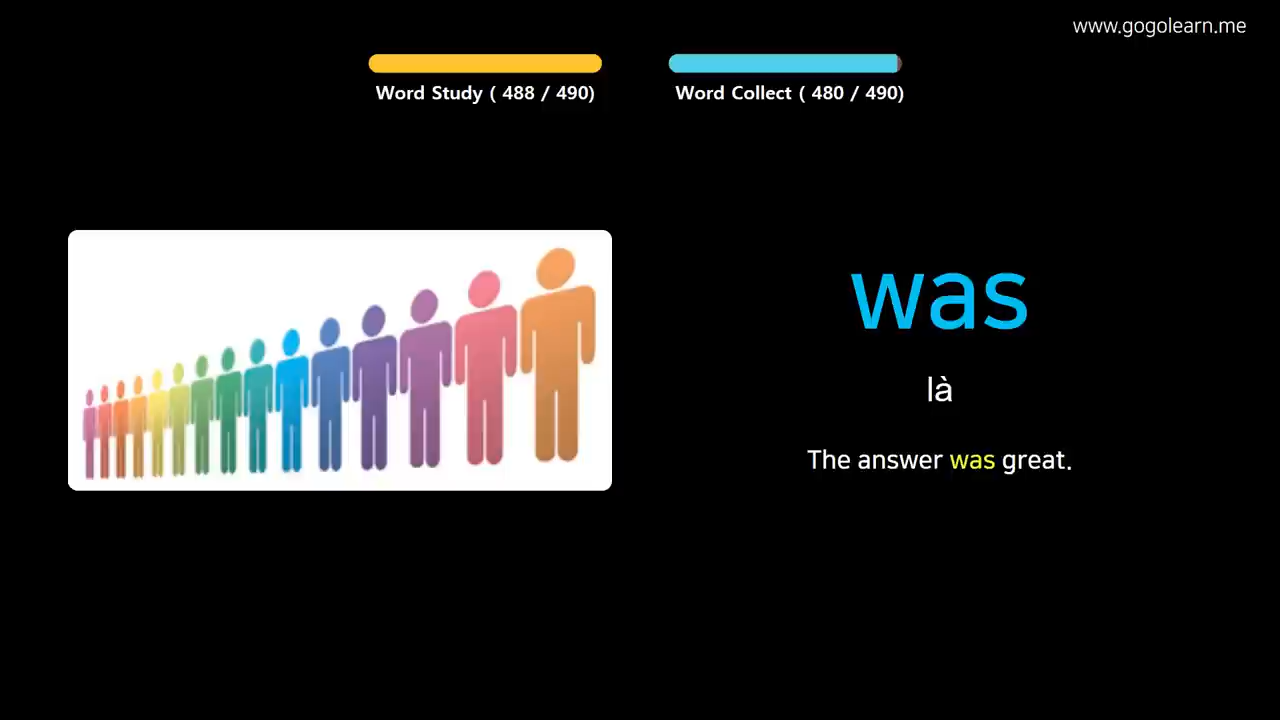 www.gogolearn.me
Word Study ( 488 / 490)
Word Collect ( 480 / 490)
was
là
The answer was great.